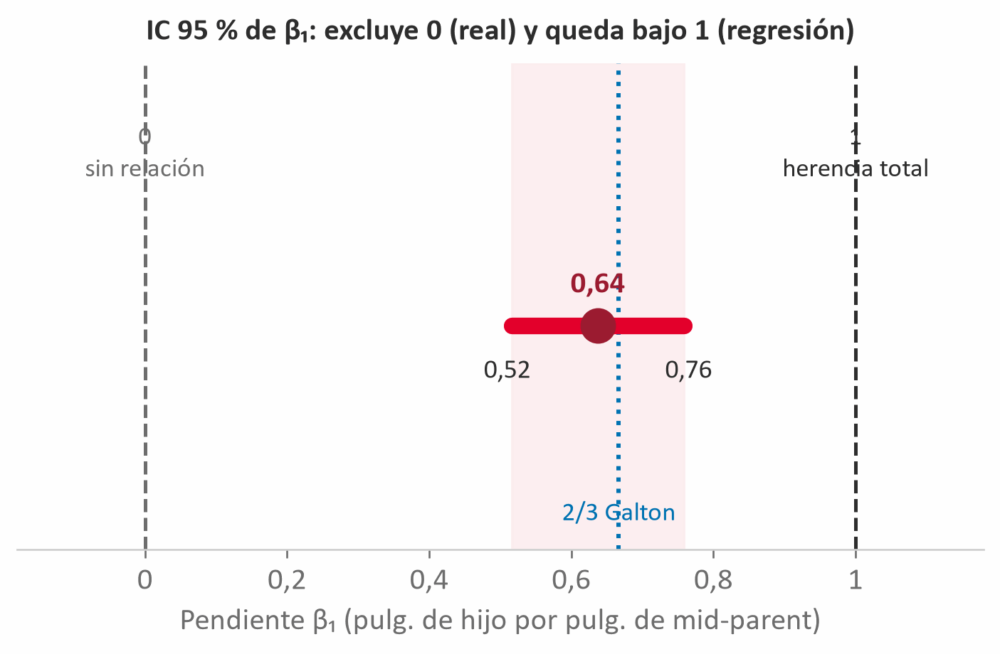 IC 95 % de β₁: excluye 0 (real) y queda bajo 1 (regresión)
0
sin relación
1
herencia total
0,64
0,52
0,76
2/3 Galton
0
0,2
0,4
0,6
0,8
1
Pendiente β₁ (pulg. de hijo por pulg. de mid-parent)